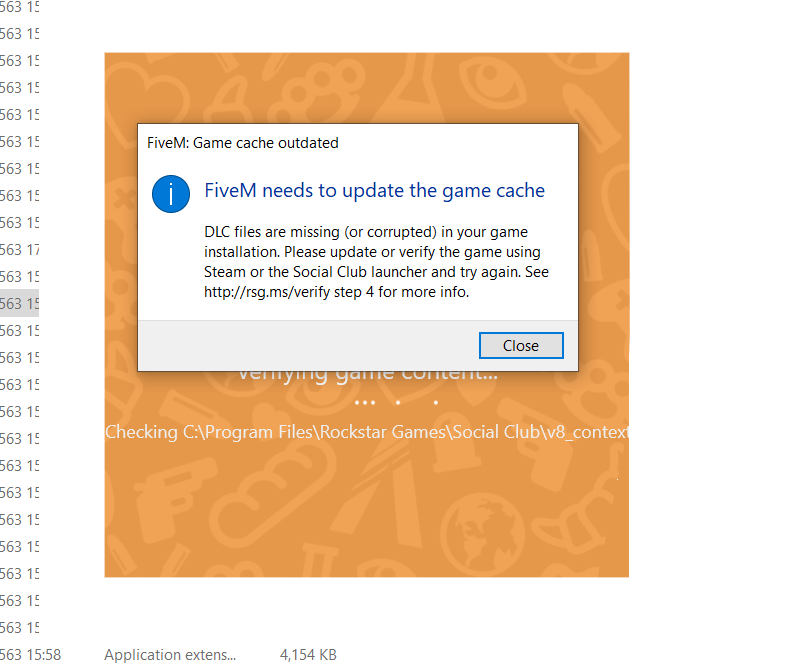 563 15
563 15
563 15
563 15
563 15
563 15
563 15
563 15
563 15
FiveM: Game cache outdated
FiveM needs to update the game cache
DLC files are missing (or corrupted) in your game
installation. Please update or verify the game using
Steam or the Social Club launcher and try again. See
http://rsg.ms/verify step 4 for more info.
Close
563 17
563 15
563 15
563 15
563 15
563 15
Verifying game content...
Checking C:\Program Files\Rockstar Games\Social Club\v8_context
563 15
563 15
563 15
563 15
563 15
563 15
563 15
563 15
563 15
563 15:58 Application extens... 4,154 KB